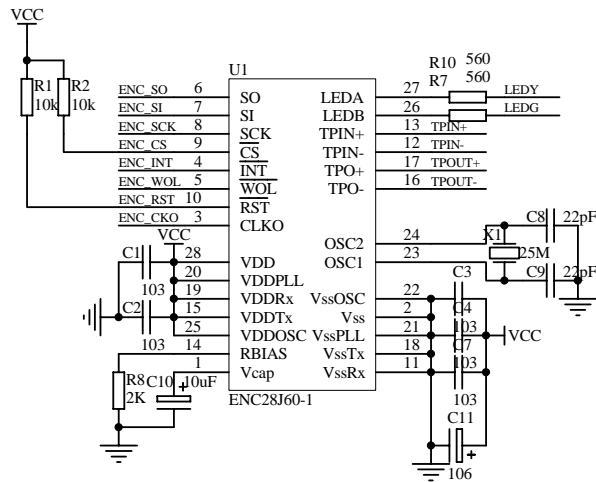 VCC
U1
R1
10k
R2
10k
ENC_SO 6 SO
ENC_SI 7 SI
ENC_SCK 8 SCK
ENC_CS 9 CS
ENC_INT 4 INT
ENC_WOL 5 WOL
ENC_RST 10 RST
ENC_CKO 3 CLKO
VCC
28 VDD
20 VDDPLL
19 VDDRx
15 VDDTx
25 VDDOSC
14 RBIAS
1 Vcap
C1
103
C2
103
R8
2K
C10 10uF
ENC28J60-1
R10 560
R7 560
LEDA 27 LEDY
LEDB 26 LEDG
TPIN+ 13 TPIN+
TPIN- 12 TPIN-
TPO+ 17 TPOUT+
TPO- 16 TPOUT-
OSC2 24
OSC1 23
X1
25M
C8 22pF
C9 22pF
VssOSC 22
Vss 2
VssPLL 21
VssTx 18
VssRx 11
C3
C4
103
C7
103
103
VCC
C11
106